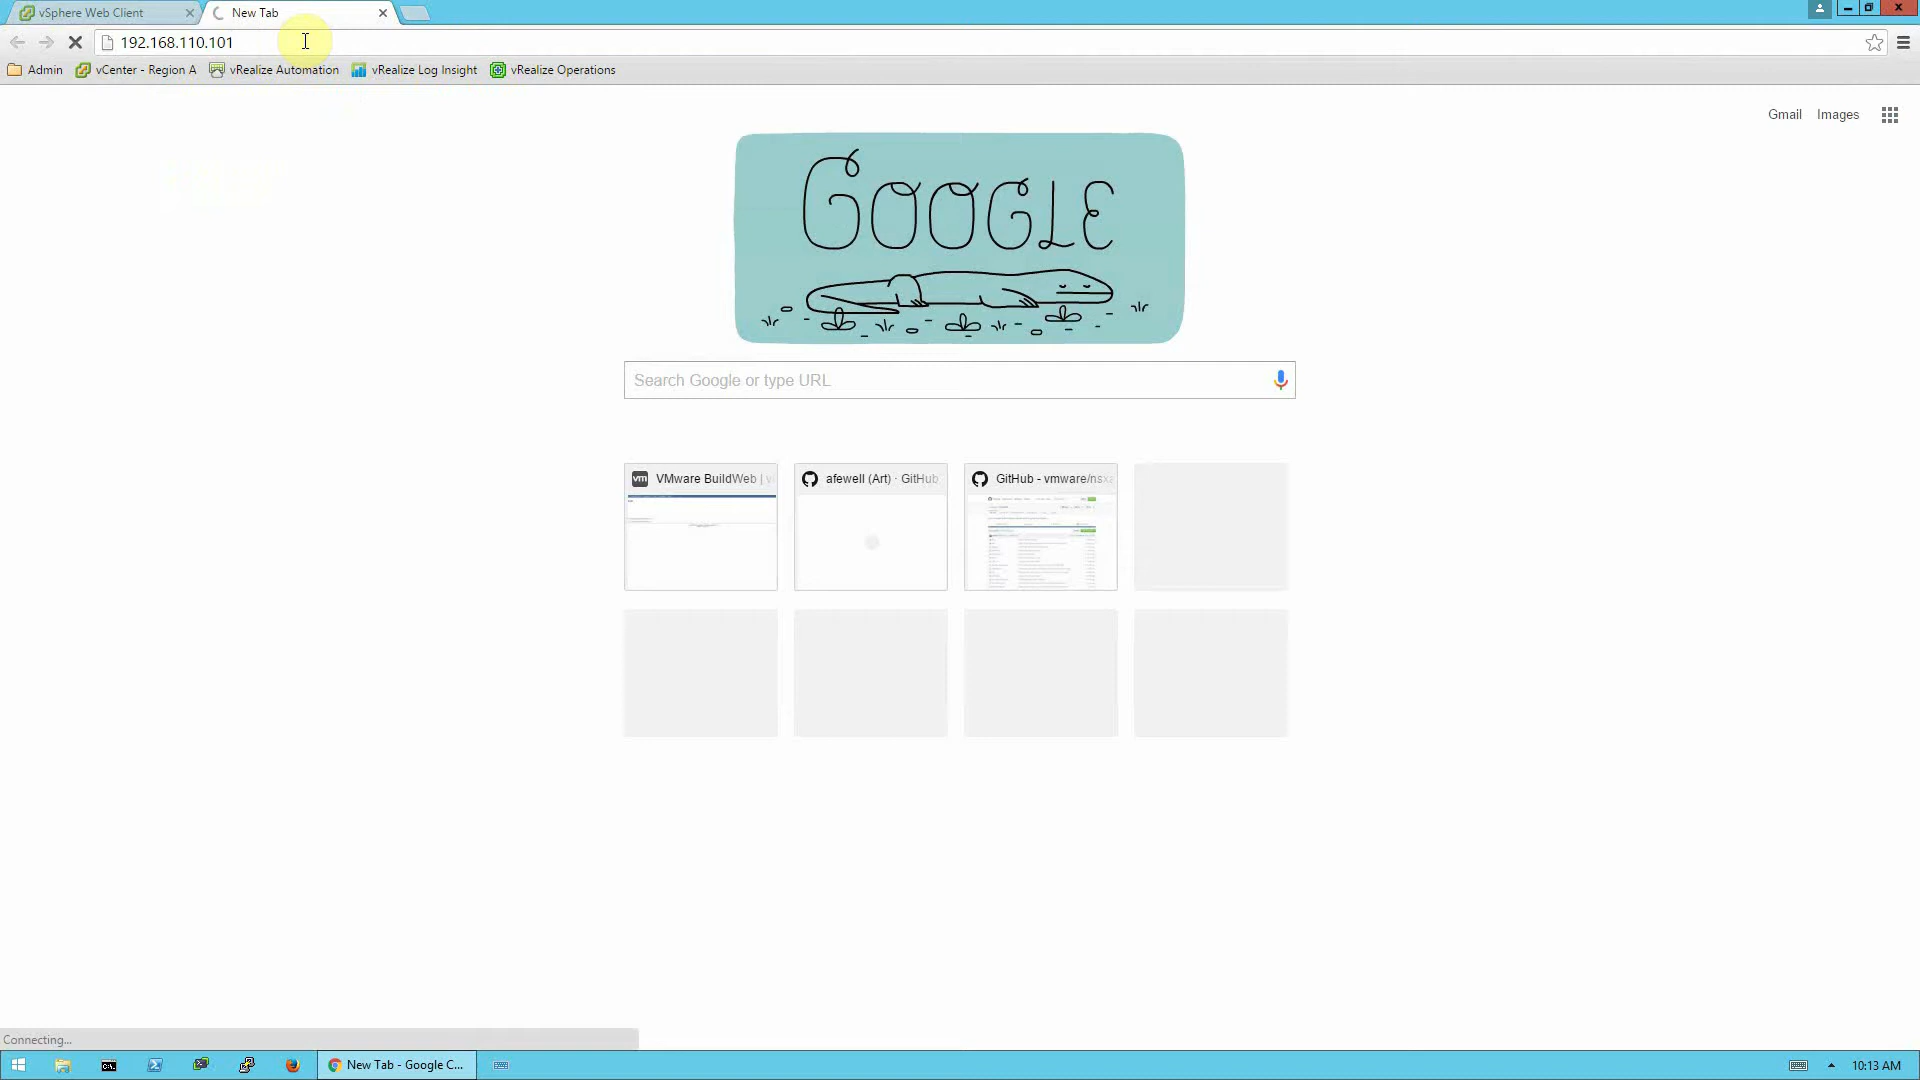 vSphere Web Client
New Tab
192.168.110.101
Admin
vCenter - Region A
vRealize Automation
vRealize Log Insight
vRealize Operations
Gmail
Images
GOOGLE
Search Google or type URL
vm
VMware BuildWeb |
afewell (Art) · GitHub
GitHub - vmware/nsx
Connecting...
C:\.
New Tab - Google C...
10:13 AM